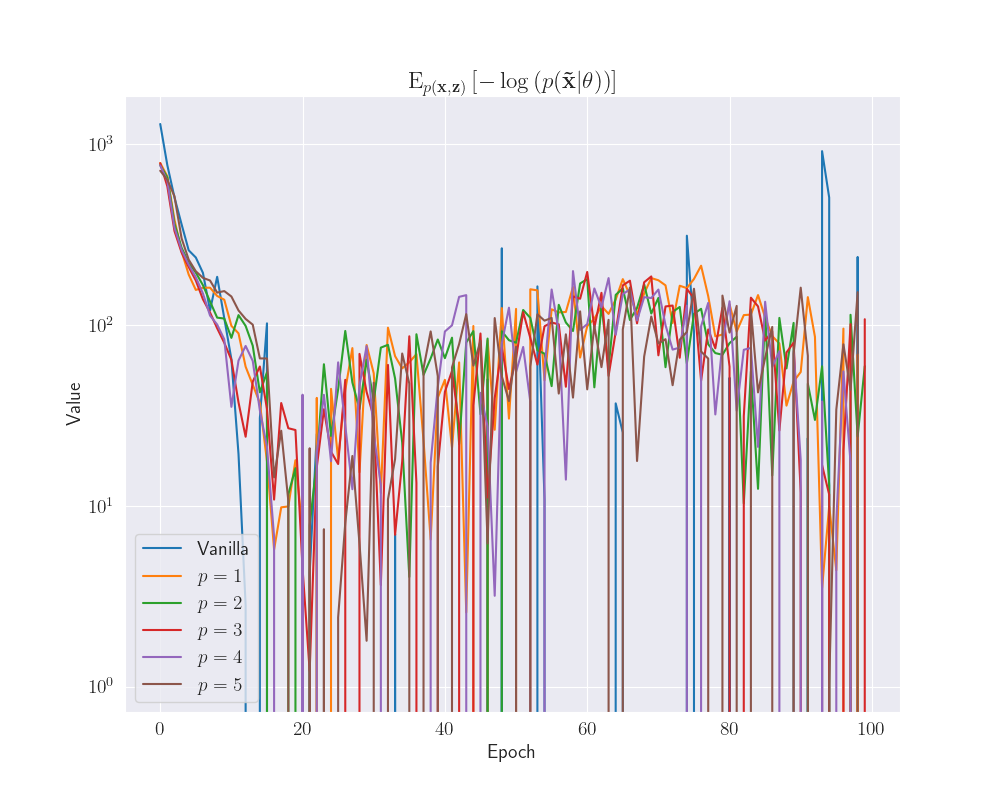 E_{p(x,z)} [− log (p(x̃|θ))]
Value
10^3
10^2
10^1
10^0
Vanilla
p = 1
p = 2
p = 3
p = 4
p = 5
0 20 40 60 80 100
Epoch